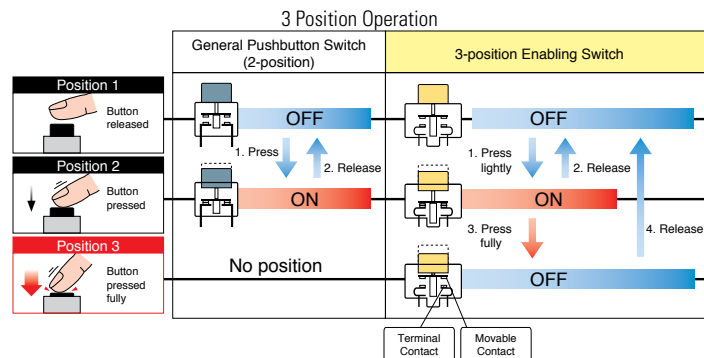 3 Position Operation
General Pushbutton Switch
(2-position)
3-position Enabling Switch
Position 1
Button
released
OFF
OFF
1. Press
2. Release
1. Press
lightly
2. Release
Position 2
Button
pressed
ON
ON
3. Press
fully
4. Release
Position 3
Button
pressed
fully
No position
OFF
Terminal
Contact
Movable
Contact